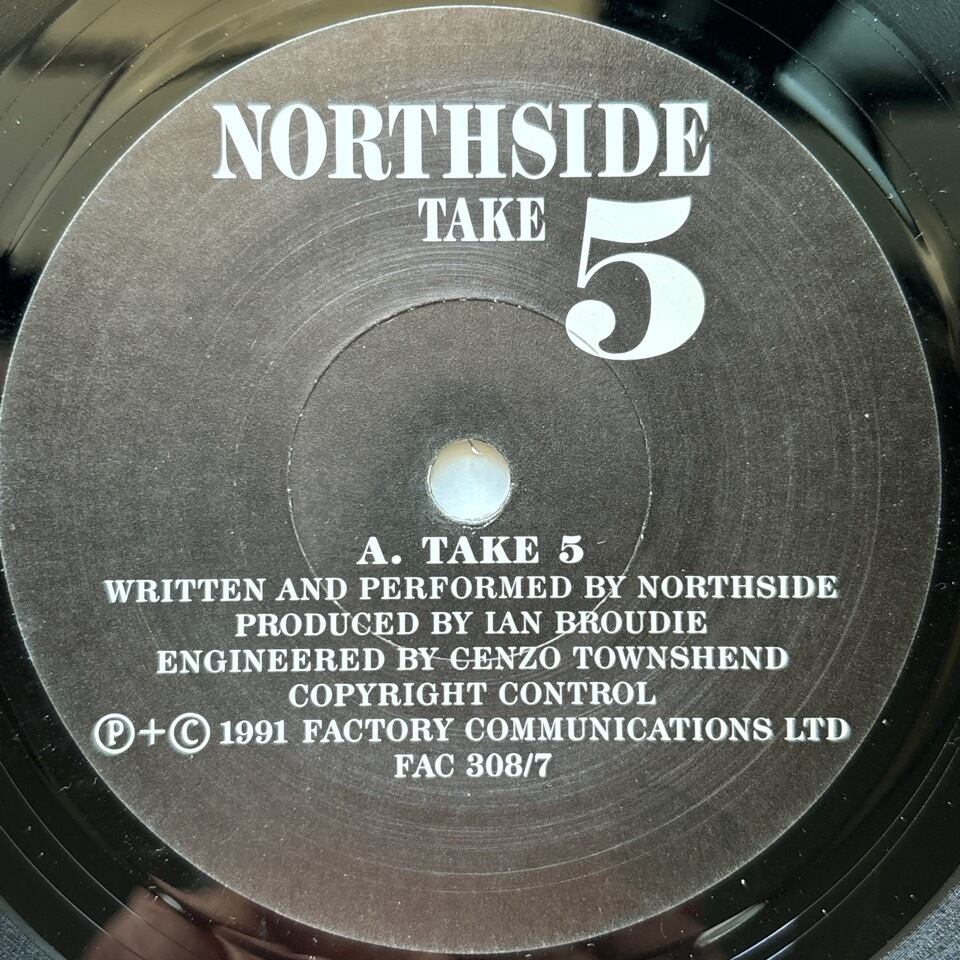 NORTHSIDE
TAKE 5
A. TAKE 5
WRITTEN AND PERFORMED BY NORTHSIDE
PRODUCED BY IAN BROUDIE
ENGINEERED BY CENZO TOWNSHEND
COPYRIGHT CONTROL
Ⓟ+© 1991 FACTORY COMMUNICATIONS LTD
FAC 308/7